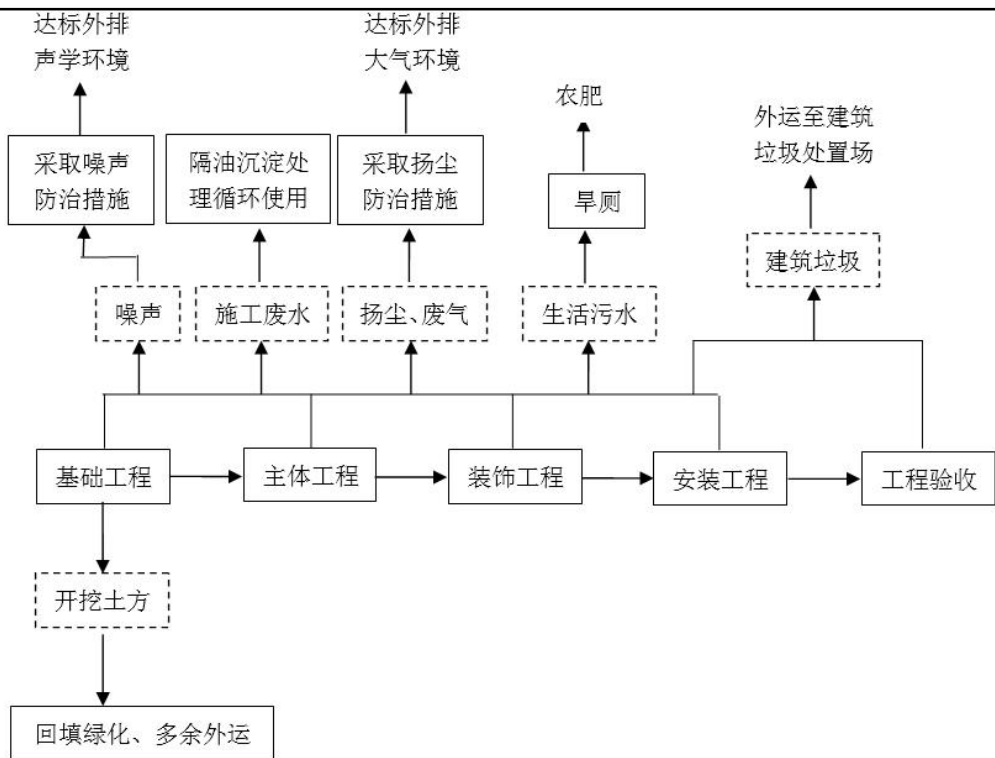 达标外排
声学环境
达标外排
大气环境
农肥
外运至建筑
垃圾处置场
采取噪声
防治措施
隔油沉淀处
理循环使用
采取扬尘
防治措施
旱厕
建筑垃圾
噪声
施工废水
扬尘、废气
生活污水
基础工程
主体工程
装饰工程
安装工程
工程验收
开挖土方
回填绿化、多余外运